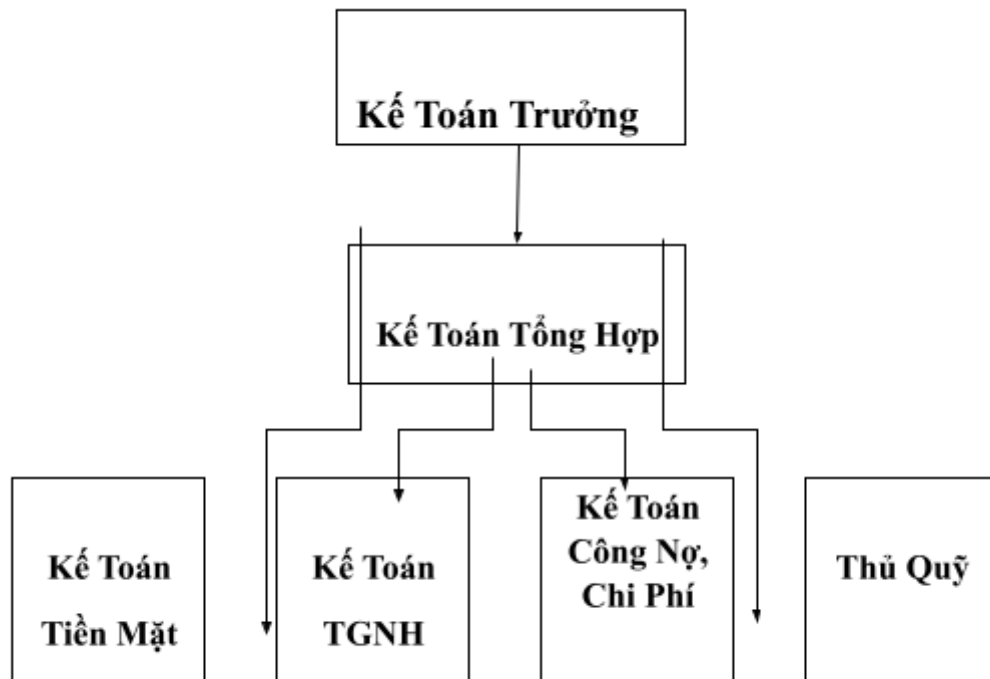 Kế Toán Trưởng
Kế Toán Tổng Hợp
Kế Toán
Tiền Mặt
Kế Toán
TGNH
Kế Toán
Công Nợ,
Chi Phí
Thủ Quỹ